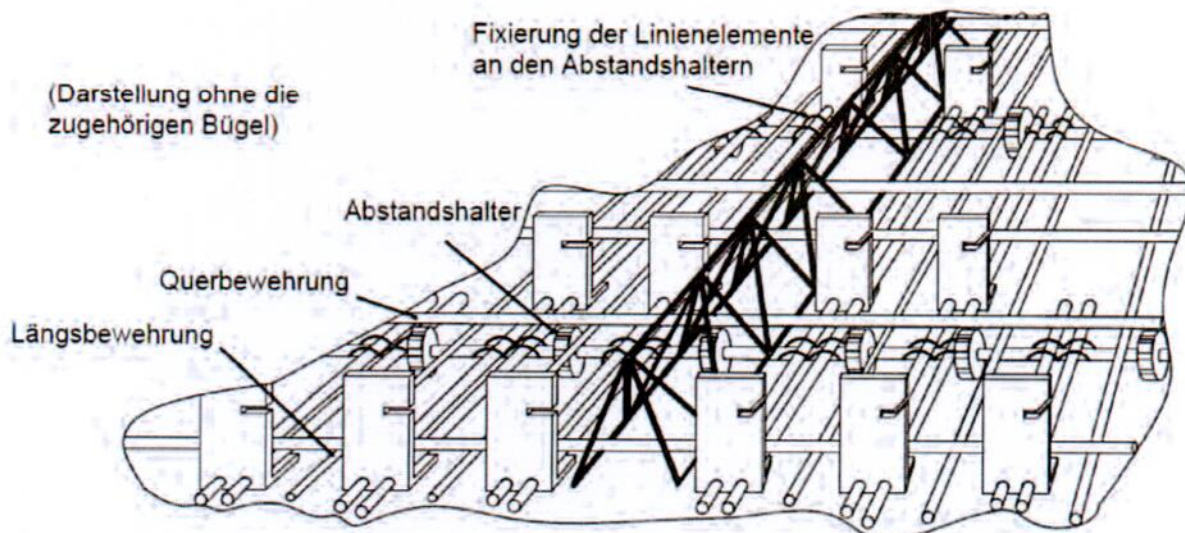 Fixierung der Linienelemente
an den Abstandshaltern
(Darstellung ohne die
zugehörigen Bügel)
Abstandshalter
Querbewehrung
Längsbewehrung